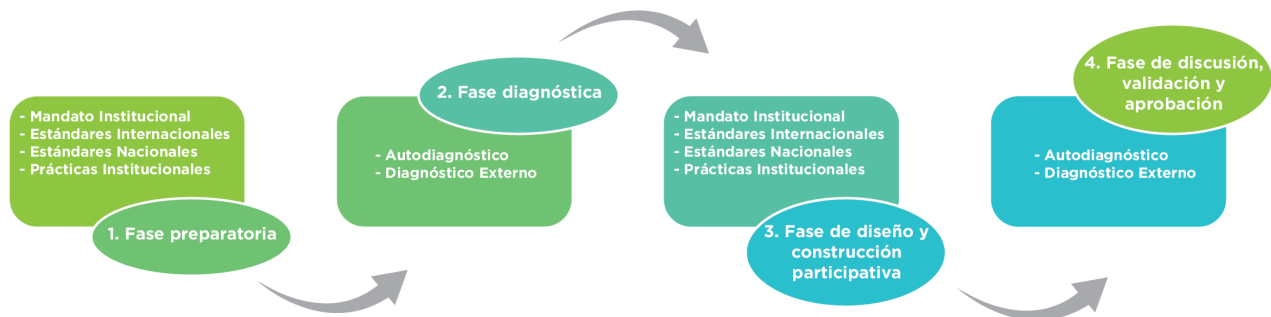 - Mandato Institucional
- Estándares Internacionales
- Estándares Nacionales
- Prácticas Institucionales
1. Fase preparatoria
2. Fase diagnóstica
- Autodiagnóstico
- Diagnóstico Externo
- Mandato Institucional
- Estándares Internacionales
- Estándares Nacionales
- Prácticas Institucionales
3. Fase de diseño y
construcción
participativa
4. Fase de discusión,
validación y
aprobación
- Autodiagnóstico
- Diagnóstico Externo